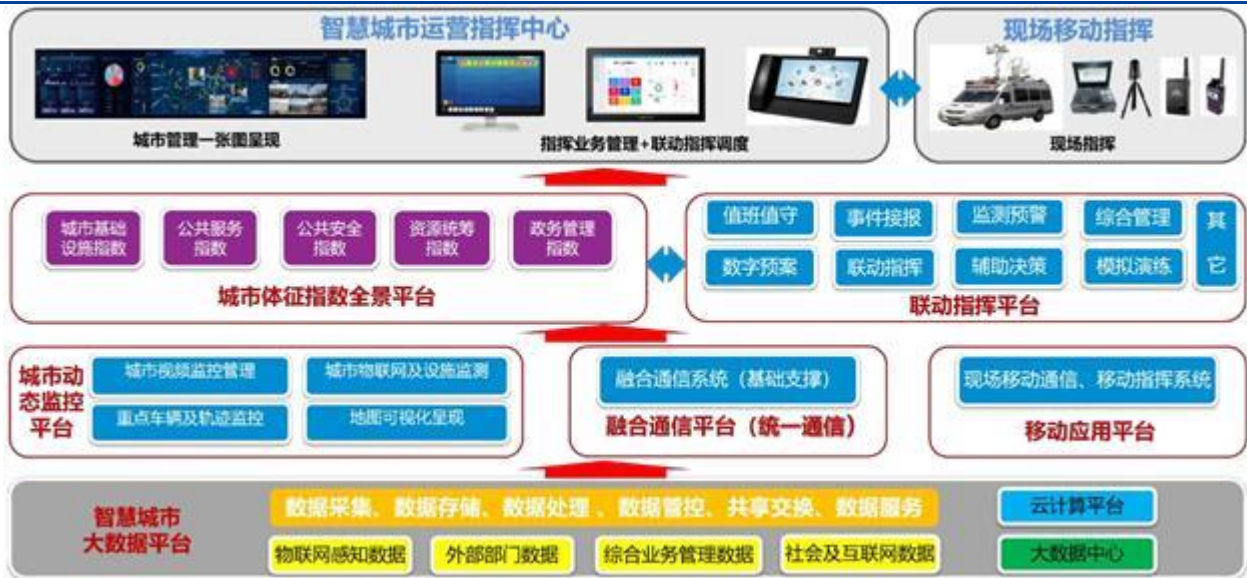 智慧城市运营指挥中心
现场移动指挥
城市管理一张图呈现
指挥业务管理+联动指挥调度
现场指挥
城市基础
设施指数
公共服务
指数
公共安全
指数
资源统筹
指数
政务管理
指数
城市体征指数全景平台
值班值守
事件接报
监测预警
综合管理
其
它
数字预案
联动指挥
辅助决策
模拟演练
联动指挥平台
城市动
态监控
平台
城市视频监控管理
城市物联网及设施监测
重点车辆及轨迹监控
地图可视化呈现
融合通信系统（基础支撑）
融合通信平台（统一通信）
现场移动通信、移动指挥系统
移动应用平台
智慧城市
大数据平台
数据采集、数据存储、数据处理 、数据管控、共享交换、数据服务
云计算平台
物联网感知数据
外部部门数据
综合业务管理数据
社会及互联网数据
大数据中心